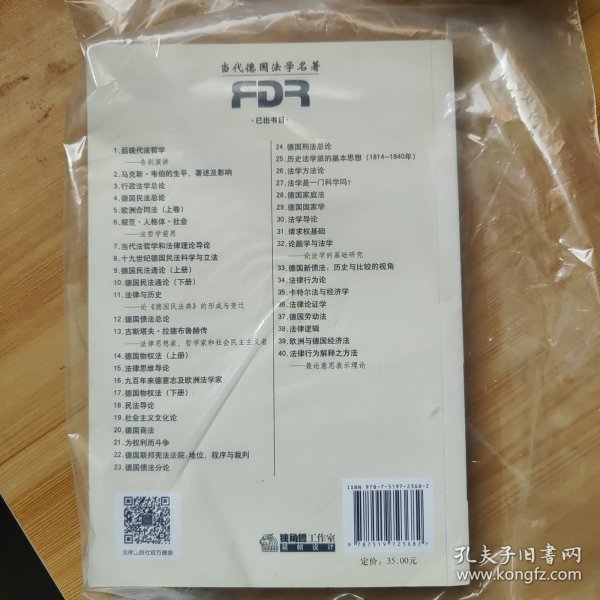 当代德国法学名著
FDR
·已出书目·
1.后现代法哲学
——告别演讲
2.马克斯·韦伯的生平、著述及影响
3.行政法学总论
4.德国民法总论
5.欧洲合同法(上卷)
6.规范·人格体·社会
——法哲学前思
7.当代法哲学和法律理论导论
8.十九世纪德国民法科学与立法
9.德国民法通论(上册)
10.德国民法通论(下册)
11.法律与历史
——论《德国民法典》的形成与变迁
12.德国债法总论
13.古斯塔夫·拉德布鲁赫传
——法律思想家、哲学家和社会民主主义者
14.德国物权法(上册)
15.法律思维导论
16.九百年来德意志及欧洲法学家
17.德国物权法(下册)
18.民法导论
19.社会主义文化论
20.德国商法
21.为权利而斗争
22.德国联邦宪法法院:地位、程序与裁判
23.德国债法分论
24.德国刑法总论
25.历史法学派的基本思想(1814—1840年)
26.法学方法论
27.法学是一门科学吗?
28.德国家庭法
29.德国国家学
30.法学导论
31.请求权基础
32.论题学与法学
——论法学的基础研究
33.德国新债法:历史与比较的视角
34.法律行为论
35.卡特尔法与经济学
36.法律论证学
37.德国劳动法
38.法律逻辑
39.欧洲与德国经济法
40.法律行为解释之方法
——兼论意思表示理论
法律出版社官方微信
独角兽工作室
装帧设计
ISBN 978-7-5197-2368-2
9 787519 723682 >
定价:35.00元
孔夫子旧书网
www.kongfz.com